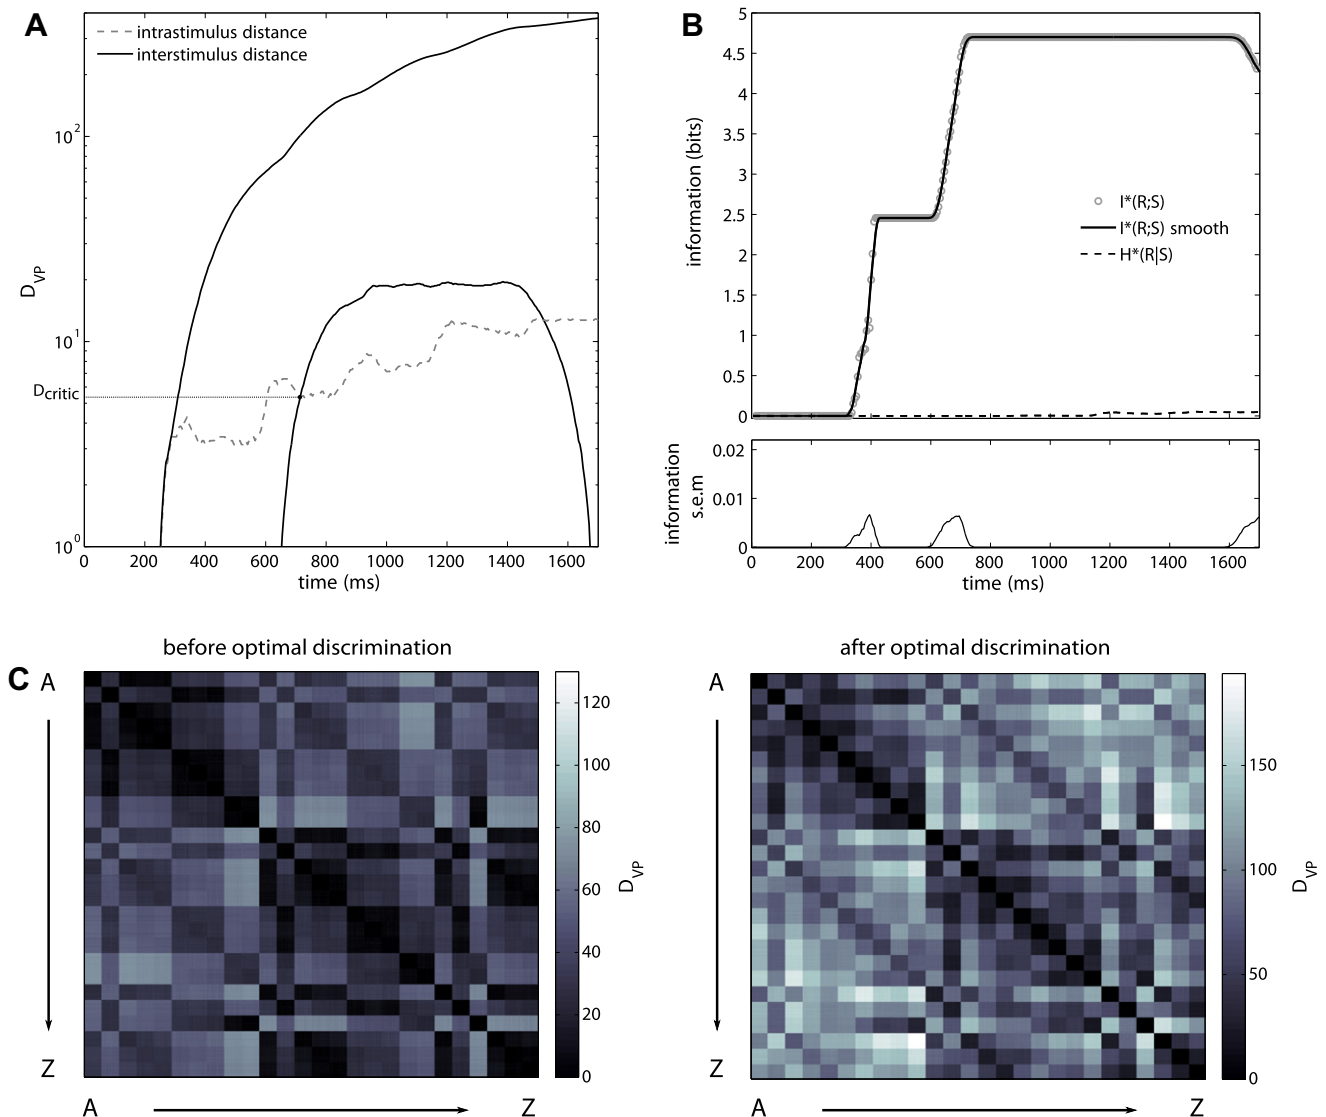 A
intrastimulus distance
interstimulus distance
D_VP
10^2
10^1
10^0
Dcritic
0 200 400 600 800 1000 1200 1400 1600
time (ms)
B
information (bits)
5
4.5
4
3.5
3
2.5
2
1.5
1
0.5
0
I*(R;S)
I*(R;S) smooth
H*(R|S)
information
s.e.m
0.02
0.01
0
0 200 400 600 800 1000 1200 1400 1600
time (ms)
C
before optimal discrimination
A
Z
A
Z
120
100
80
60
40
20
0
D_VP
after optimal discrimination
A
Z
A
Z
150
100
50
0
D_VP